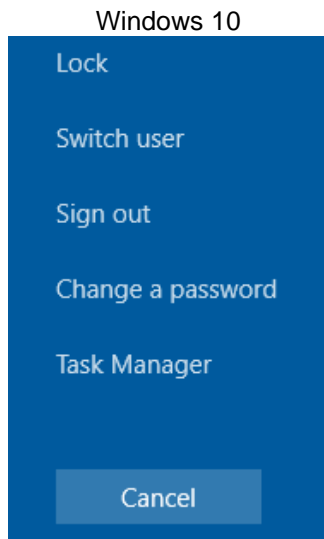 Windows 10
Lock
Switch user
Sign out
Change a password
Task Manager
Cancel